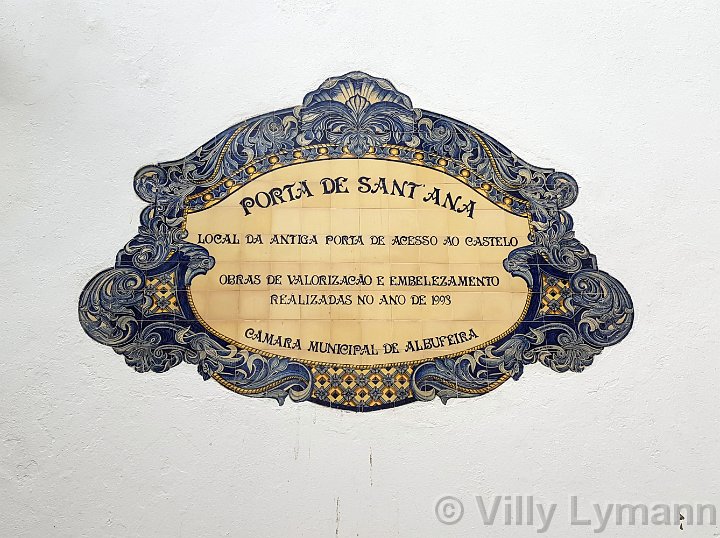 PORTA DE SANT'ANA
LOCAL DA ANTIGA PORTA DE ACESSO AO CASTELO
OBRAS DE VALORIZAÇÃO E EMBELEZAMENTO
REALIZADAS NO ANO DE 1993
CÂMARA MUNICIPAL DE ALBUFEIRA
© Villy Lymann